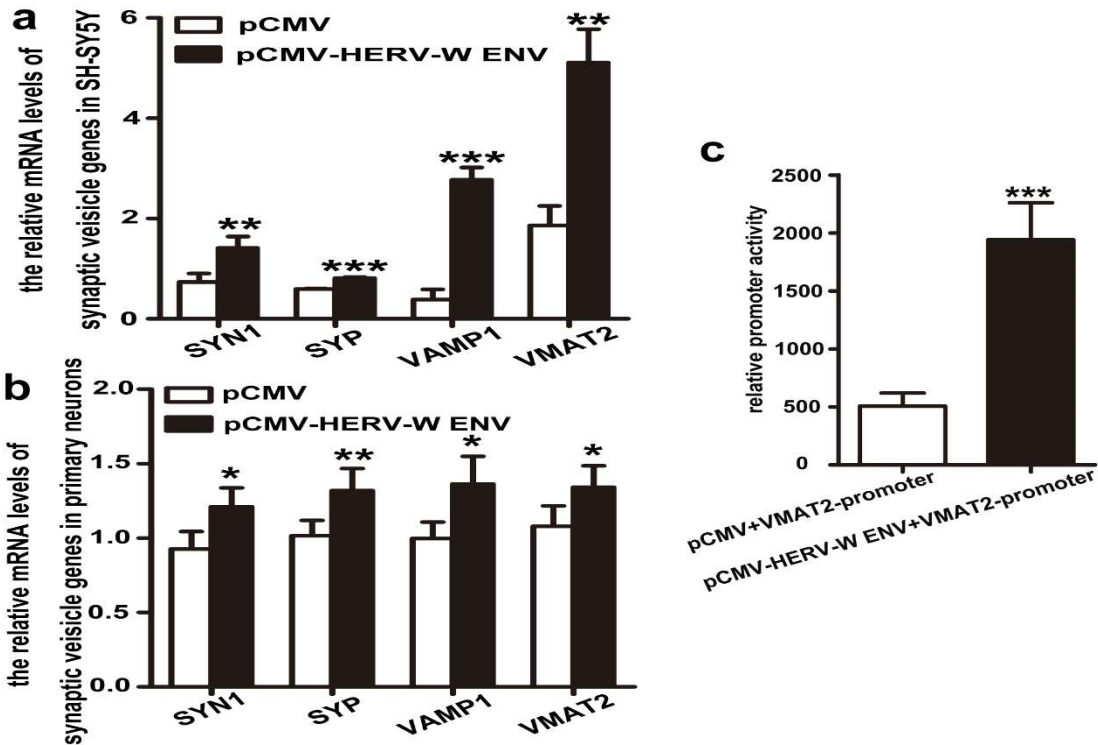 a
the relative mRNA levels of
synaptic veisicle genes in SH-SY5Y
6
4
2
0
pCMV
pCMV-HERV-W ENV
**
***
***
**
SYN1
SYP
VAMP1
VMAT2
b
the relative mRNA levels of
synaptic veisicle genes in primary neurons
2.0
1.5
1.0
0.5
0.0
pCMV
pCMV-HERV-W ENV
*
**
*
*
SYN1
SYP
VAMP1
VMAT2
c
relative promoter activity
2500
2000
1500
1000
500
0
***
pCMV+VMAT2-promoter
pCMV-HERV-W ENV+VMAT2-promoter